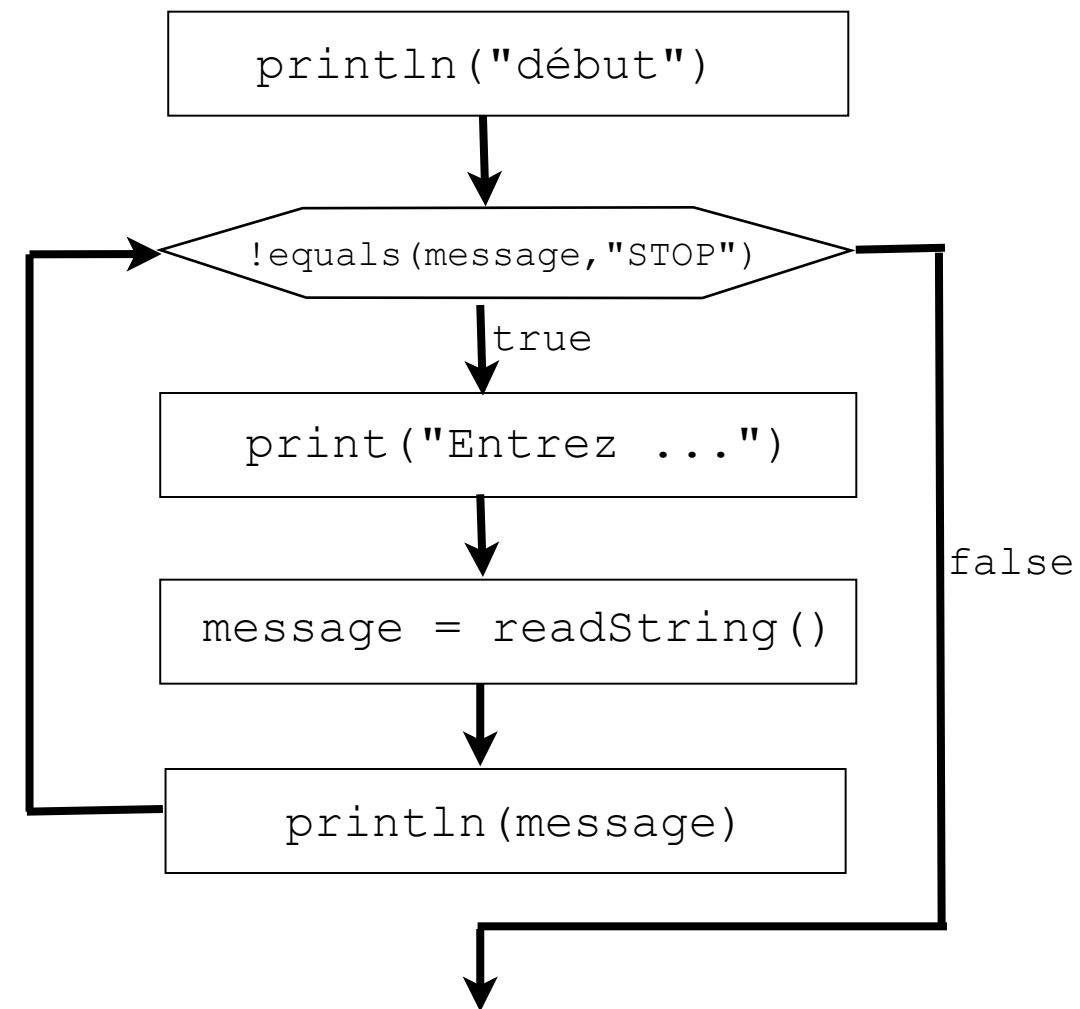 println("début")
!equals(message,"STOP")
true
print("Entrez ...")
false
message = readString()
println(message)